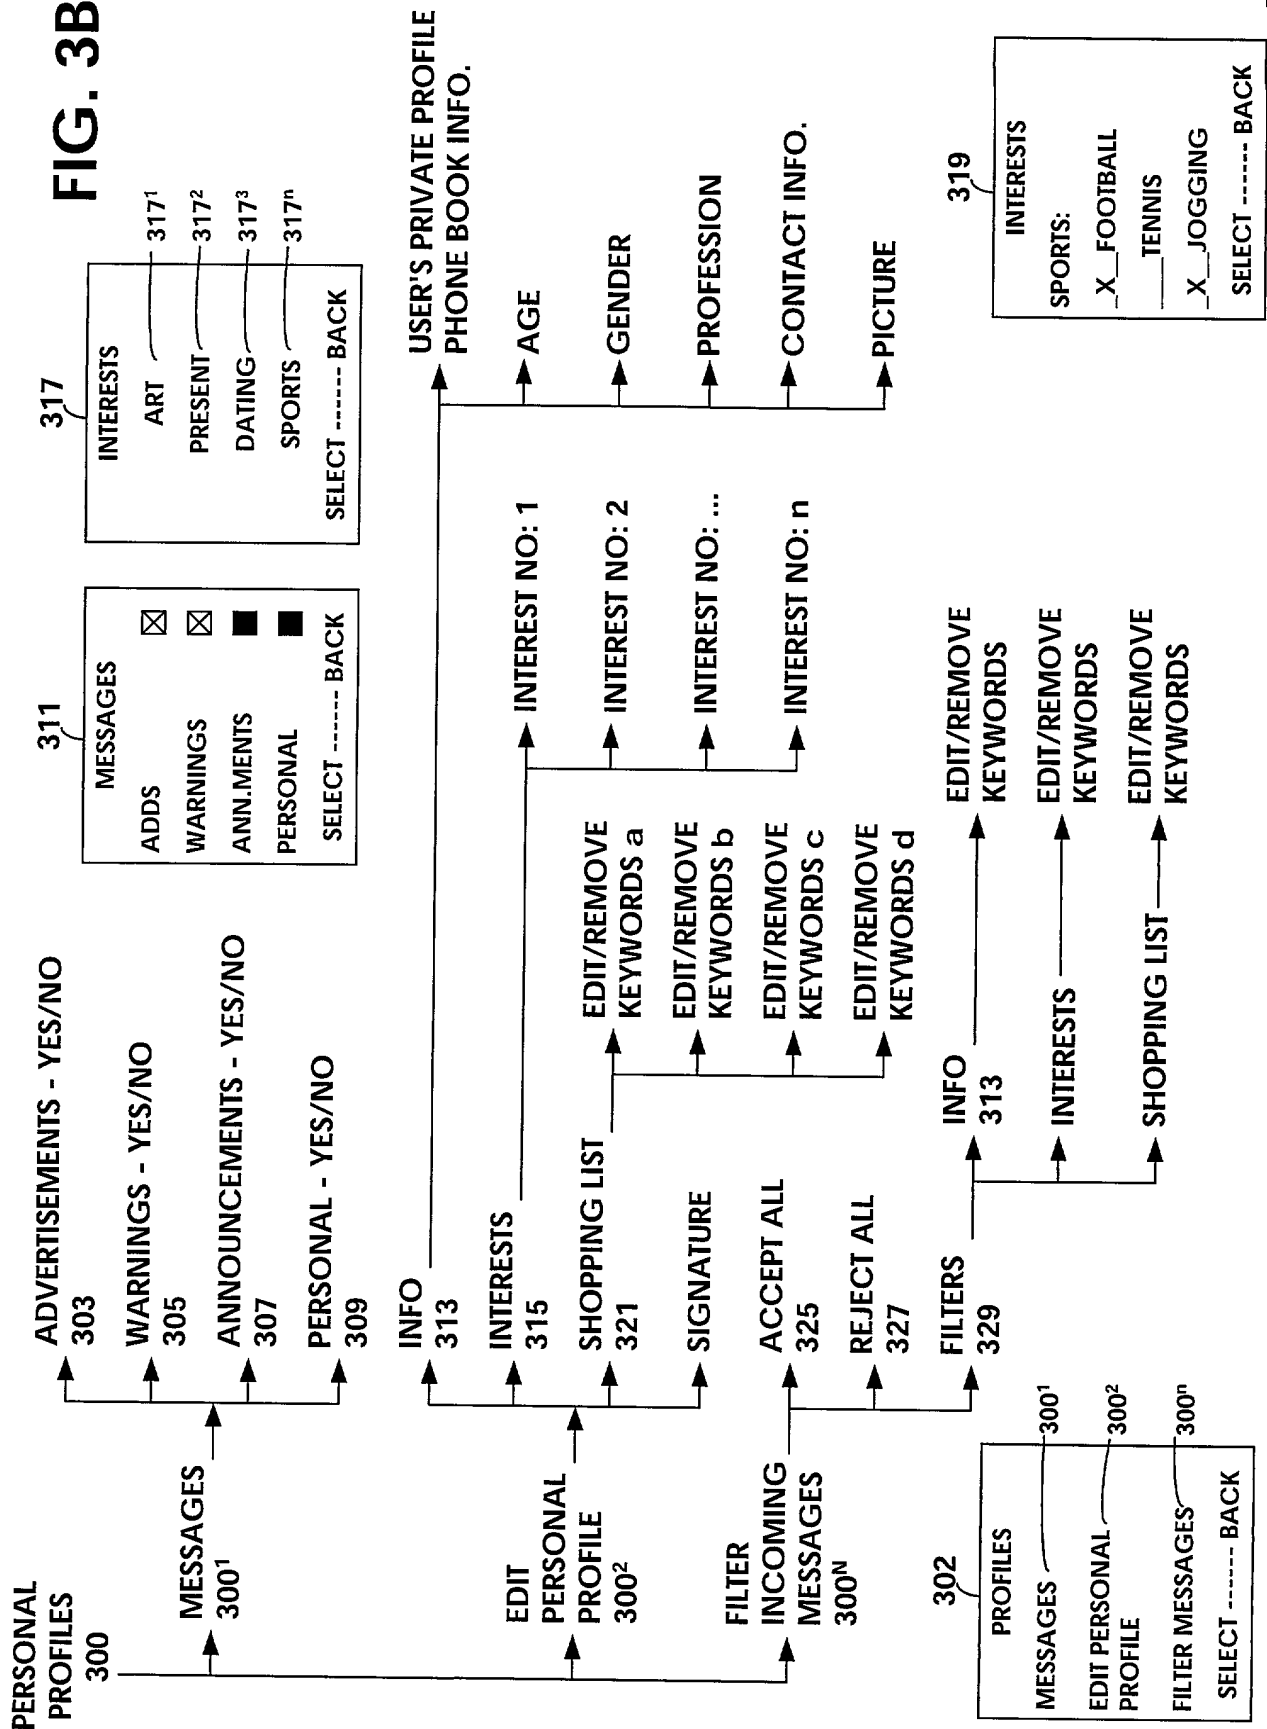 FIG. 3B
PERSONAL
PROFILES
300
MESSAGES
300¹
ADVERTISEMENTS - YES/NO
303
WARNINGS - YES/NO
305
ANNOUNCEMENTS - YES/NO
307
PERSONAL - YES/NO
309
311
MESSAGES
ADDS
WARNINGS
ANN.MENTS
PERSONAL
SELECT ------ BACK
317
INTERESTS
ART
317¹
PRESENT
317²
DATING
317³
SPORTS
317ⁿ
SELECT ------ BACK
EDIT
PERSONAL
PROFILE
300²
INFO
313
USER'S PRIVATE PROFILE
PHONE BOOK INFO.
AGE
GENDER
PROFESSION
CONTACT INFO.
PICTURE
INTERESTS
315
INTEREST NO: 1
INTEREST NO: 2
INTEREST NO: ...
INTEREST NO: n
SHOPPING LIST
321
EDIT/REMOVE
KEYWORDS a
EDIT/REMOVE
KEYWORDS b
EDIT/REMOVE
KEYWORDS c
EDIT/REMOVE
KEYWORDS d
SIGNATURE
FILTER
INCOMING
MESSAGES
300ᴺ
ACCEPT ALL
325
REJECT ALL
327
FILTERS
329
INFO
313
EDIT/REMOVE
KEYWORDS
INTERESTS
EDIT/REMOVE
KEYWORDS
SHOPPING LIST
EDIT/REMOVE
KEYWORDS
302
PROFILES
MESSAGES
300¹
EDIT PERSONAL
PROFILE
300²
FILTER MESSAGES
300ⁿ
SELECT ------ BACK
319
INTERESTS
SPORTS:
_X__FOOTBALL
____TENNIS
_X__JOGGING
SELECT ------ BACK